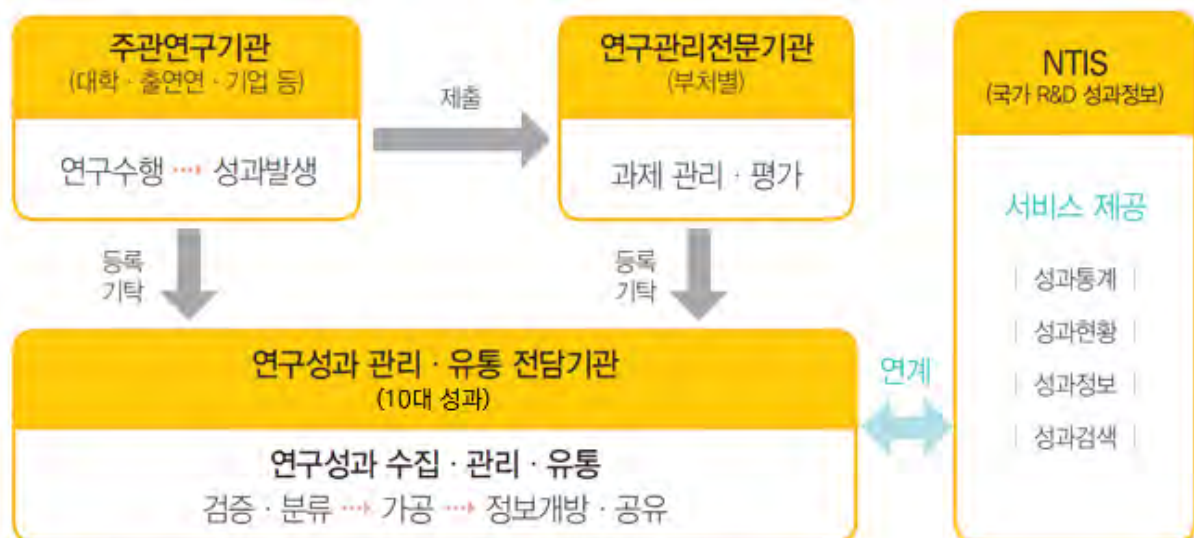 주관연구기관
(대학 · 출연연 · 기업 등)
연구수행 ···→ 성과발생
제출
연구관리전문기관
(부처별)
과제 관리 · 평가
등록
기탁
등록
기탁
연구성과 관리 · 유통 전담기관
(10대 성과)
연구성과 수집 · 관리 · 유통
검증 · 분류 ···→ 가공 ···→ 정보개방 · 공유
연계
NTIS
(국가 R&D 성과정보)
서비스 제공
| 성과통계 |
| 성과현황 |
| 성과정보 |
| 성과검색 |